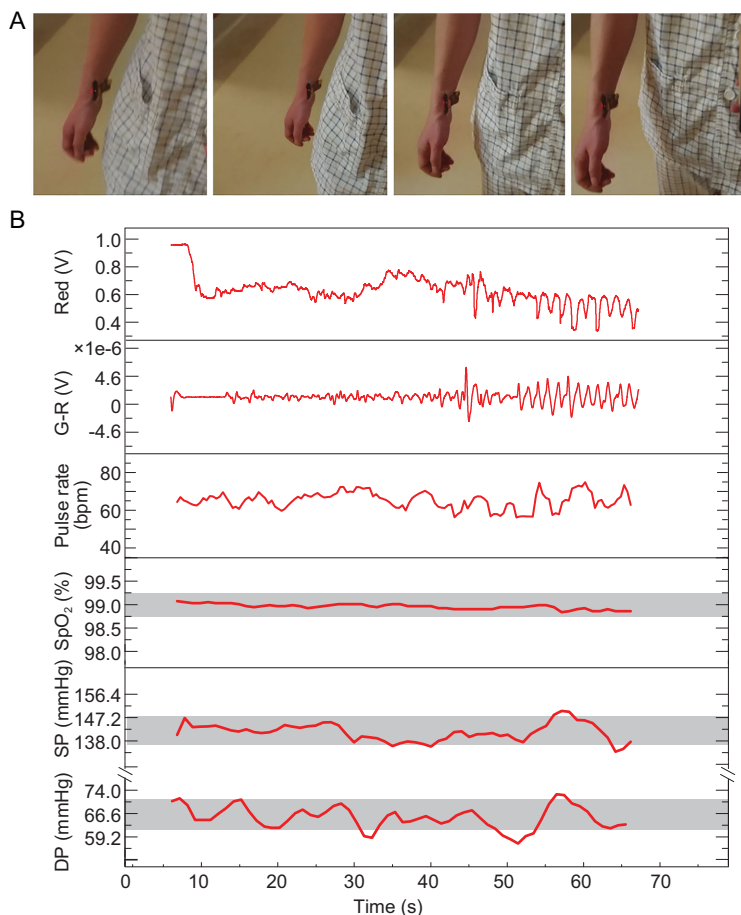 A
B
Red (V)
1.0
0.8
0.6
0.4
×1e-6
G-R (V)
4.6
0
-4.6
Pulse rate
(bpm)
80
60
40
SpO₂ (%)
99.5
99.0
98.5
98.0
SP (mmHg)
156.4
147.2
138.0
DP (mmHg)
74.0
66.6
59.2
0 10 20 30 40 50 60 70
Time (s)